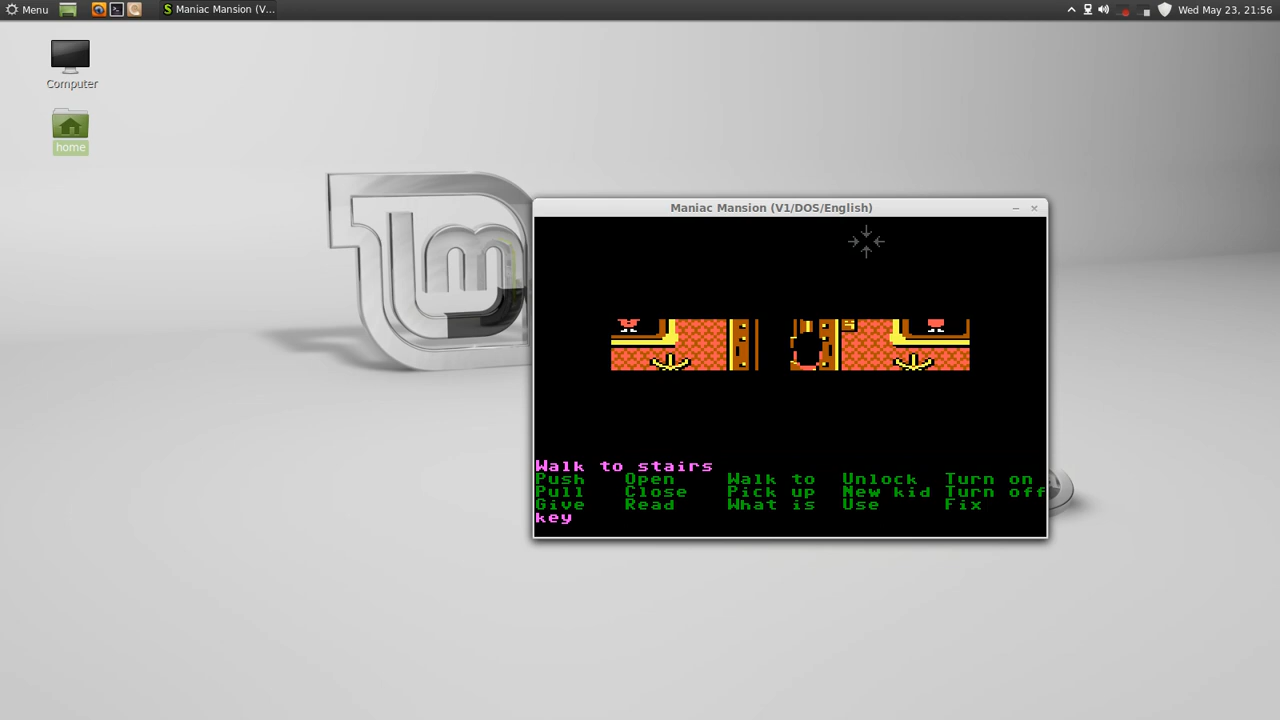 Menu
Maniac Mansion (V...
Wed May 23, 21:56
Computer
home
Maniac Mansion (V1/DOS/English)
Walk to stairs
Push Open Walk to Unlock Turn on
Pull Close Pick up New kid Turn off
Give Read What is Use Fix
key